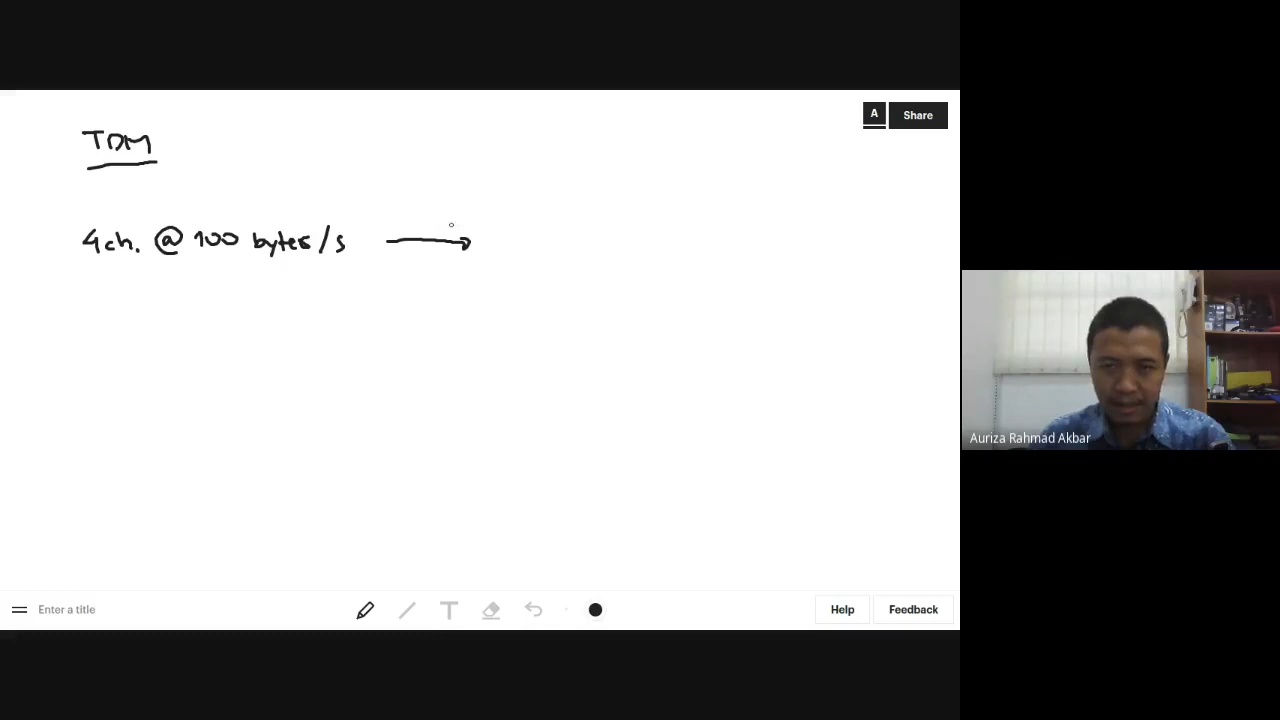 A Share
TDM
4ch. @ 100 bytes/s →
Auriza Rahmad Akbar
Enter a title
T
Help Feedback